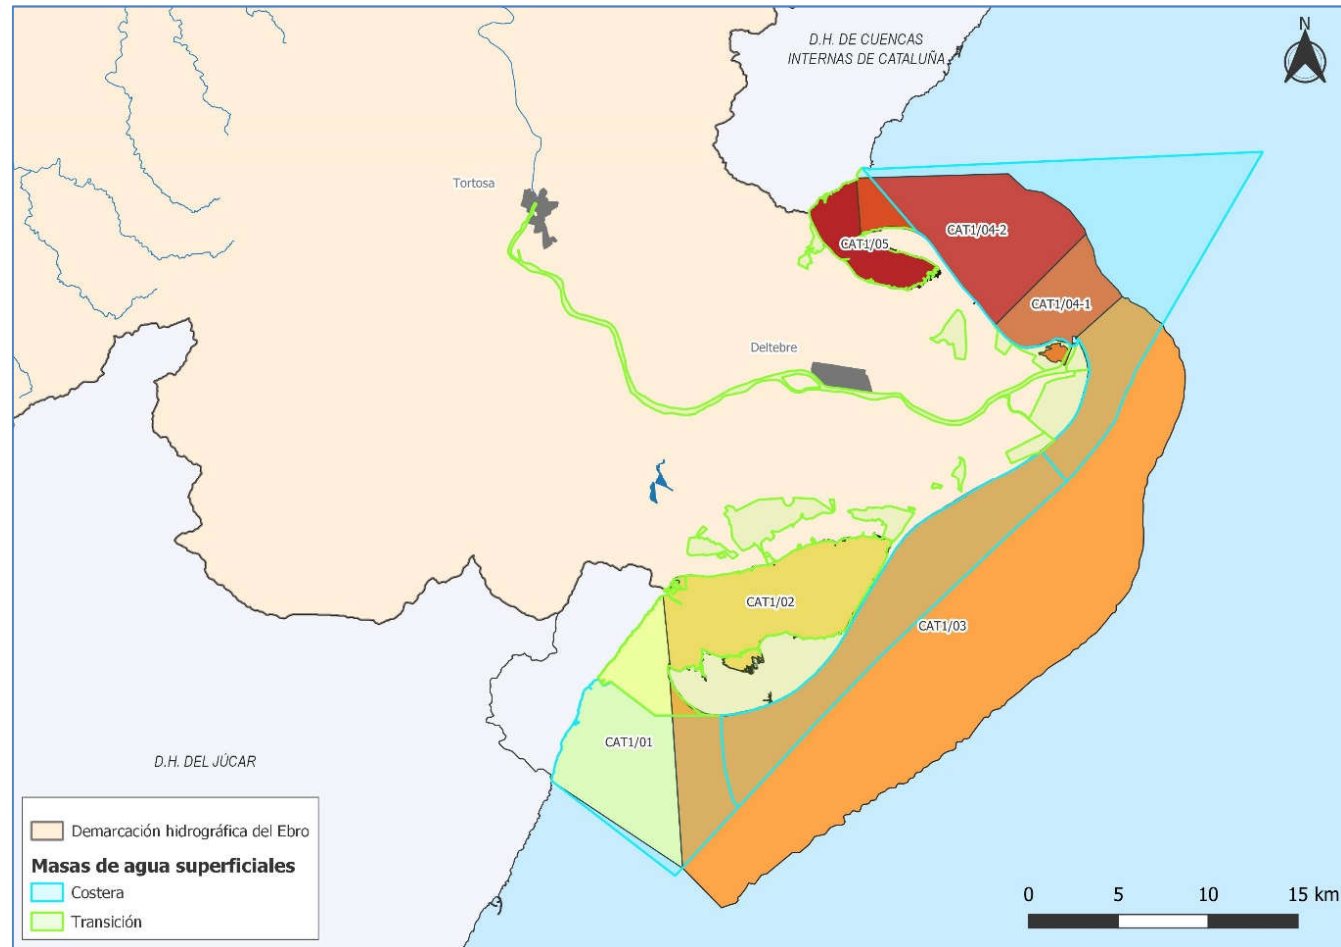 D.H. DE CUENCAS
INTERNAS DE CATALUÑA
N
Tortosa
CAT1/04-2
CAT1/05
CAT1/04-1
Deltebre
CAT1/02
CAT1/03
CAT1/01
D.H. DEL JÚCAR
Demarcación hidrográfica del Ebro
Masas de agua superficiales
Costera
Transición
0 5 10 15 km